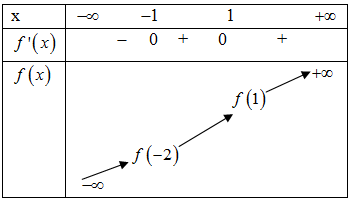 x −∞ −1 1 +∞
f'(x) − 0 + 0 +
f(x) +∞
f(1)
f(−2)
−∞